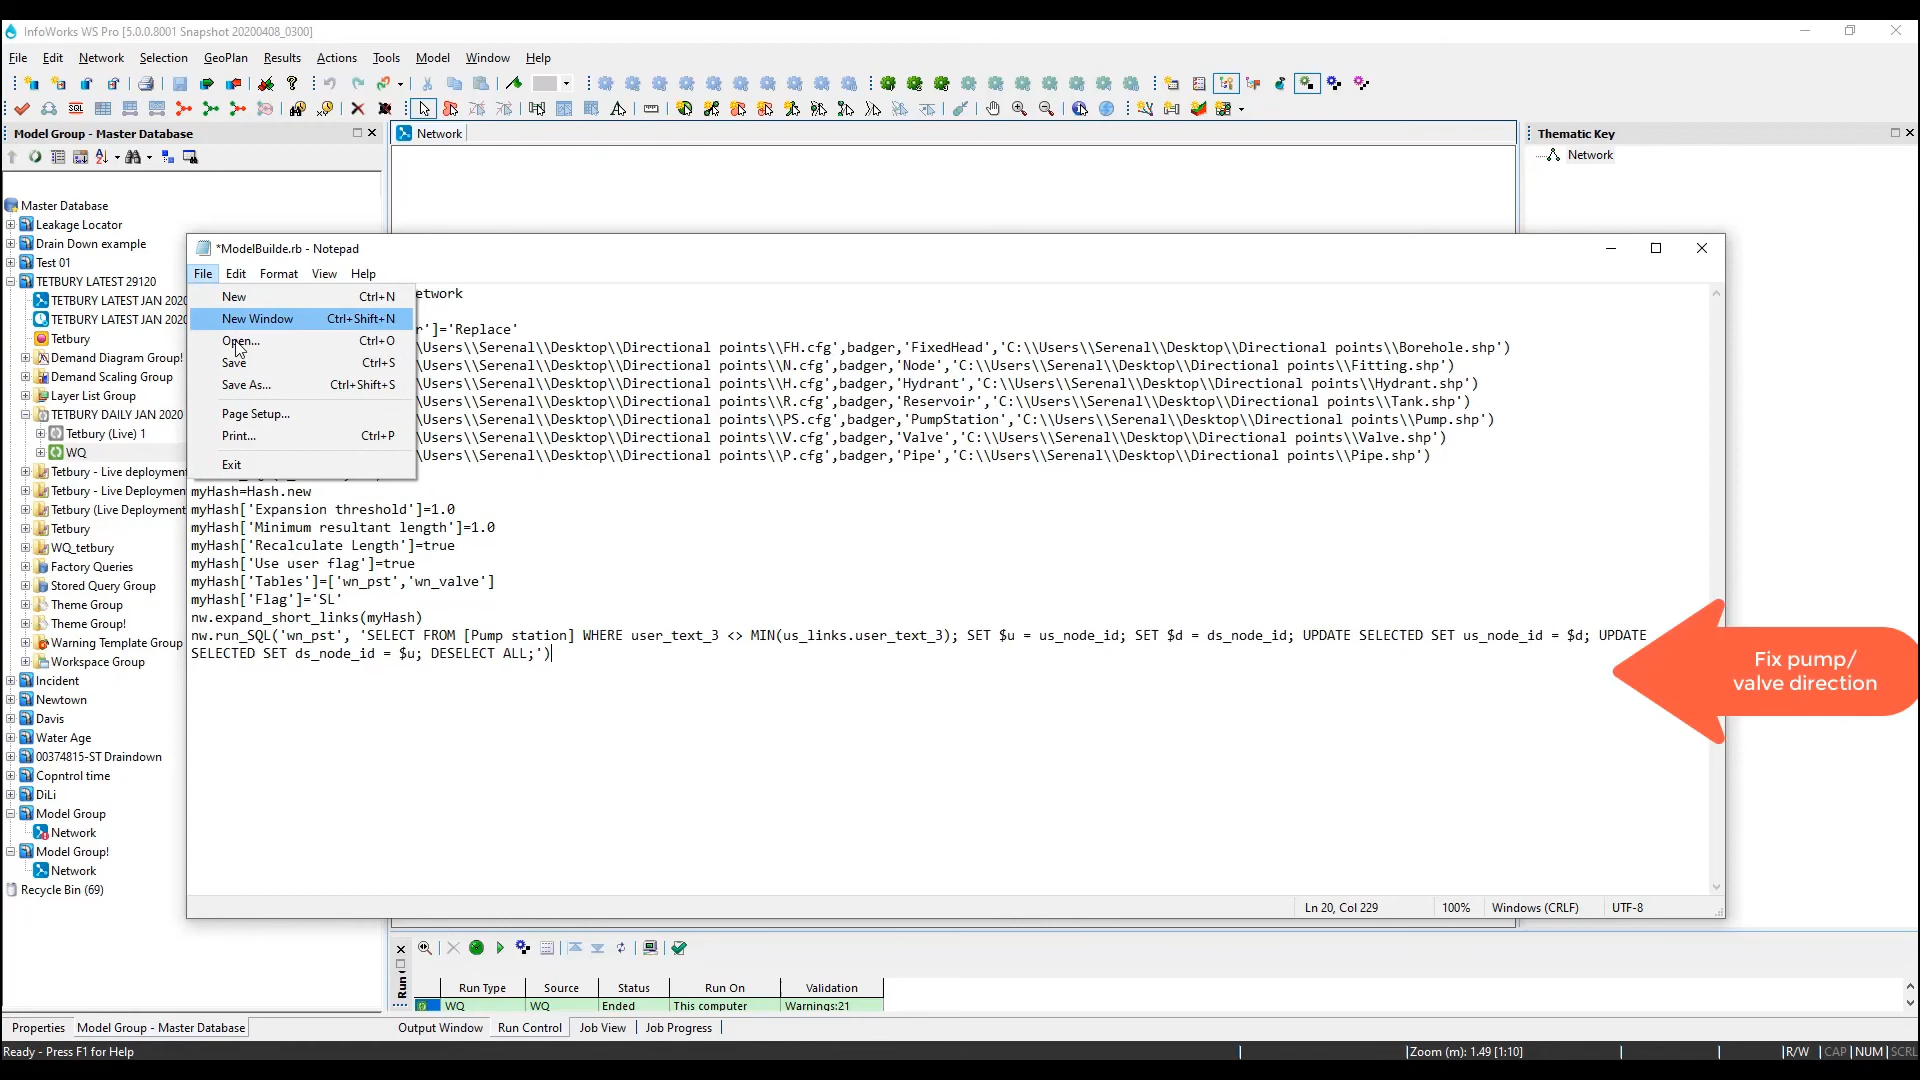 InfoWorks WS Pro [5.0.0.8001 Snapshot 20200408_0300]
File Edit Network Selection GeoPlan Results Actions Tools Model Window Help
Model Group - Master Database
Network
Thematic Key
Network
Master Database
Leakage Locator
Drain Down example
Test 01
TETBURY LATEST 29120
TETBURY LATEST JAN 2020
TETBURY LATEST JAN 2020
Tetbury
Demand Diagram Group!
Demand Scaling Group
Layer List Group
TETBURY DAILY JAN 2020
Tetbury (Live) 1
WQ
Tetbury - Live deployment
Tetbury - Live Deployment
Tetbury (Live Deployment
Tetbury
WQ_tetbury
Factory Queries
Stored Query Group
Theme Group
Theme Group!
Warning Template Group
Workspace Group
Incident
Newtown
Davis
Water Age
00374815-ST Draindown
Copntrol time
DiLi
Model Group
Network
Model Group!
Network
Recycle Bin (69)
*ModelBuilde.rb - Notepad
File Edit Format View Help
New Ctrl+N
New Window Ctrl+Shift+N
Open... Ctrl+O
Save Ctrl+S
Save As... Ctrl+Shift+S
Page Setup...
Print... Ctrl+P
Exit
etwork
r']='Replace'
\Users\\Serenal\\Desktop\\Directional points\\FH.cfg',badger,'FixedHead','C:\\Users\\Serenal\\Desktop\\Directional points\\Borehole.shp')
\Users\\Serenal\\Desktop\\Directional points\\N.cfg',badger,'Node','C:\\Users\\Serenal\\Desktop\\Directional points\\Fitting.shp')
\Users\\Serenal\\Desktop\\Directional points\\H.cfg',badger,'Hydrant','C:\\Users\\Serenal\\Desktop\\Directional points\\Hydrant.shp')
\Users\\Serenal\\Desktop\\Directional points\\R.cfg',badger,'Reservoir','C:\\Users\\Serenal\\Desktop\\Directional points\\Tank.shp')
\Users\\Serenal\\Desktop\\Directional points\\PS.cfg',badger,'PumpStation','C:\\Users\\Serenal\\Desktop\\Directional points\\Pump.shp')
\Users\\Serenal\\Desktop\\Directional points\\V.cfg',badger,'Valve','C:\\Users\\Serenal\\Desktop\\Directional points\\Valve.shp')
\Users\\Serenal\\Desktop\\Directional points\\P.cfg',badger,'Pipe','C:\\Users\\Serenal\\Desktop\\Directional points\\Pipe.shp')
myHash=Hash.new
myHash['Expansion threshold']=1.0
myHash['Minimum resultant length']=1.0
myHash['Recalculate Length']=true
myHash['Use user flag']=true
myHash['Tables']=['wn_pst','wn_valve']
myHash['Flag']='SL'
nw.expand_short_links(myHash)
nw.run_SQL('wn_pst', 'SELECT FROM [Pump station] WHERE user_text_3 <> MIN(us_links.user_text_3); SET $u = us_node_id; SET $d = ds_node_id; UPDATE SELECTED SET us_node_id = $d; UPDATE
SELECTED SET ds_node_id = $u; DESELECT ALL;')
Fix pump/
valve direction
Ln 20, Col 229 100% Windows (CRLF) UTF-8
Run
Run Type Source Status Run On Validation
WQ WQ Ended This computer Warnings:21
Properties Model Group - Master Database Output Window Run Control Job View Job Progress
Ready - Press F1 for Help Zoom (m): 1.49 [1:10] R/W CAP NUM SCRL